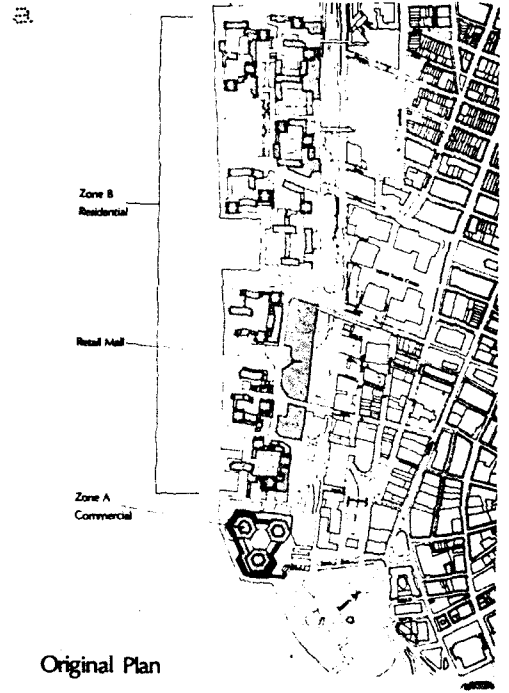 Zone B
Residential
Retail Mall
Zone A
Commercial
Original Plan